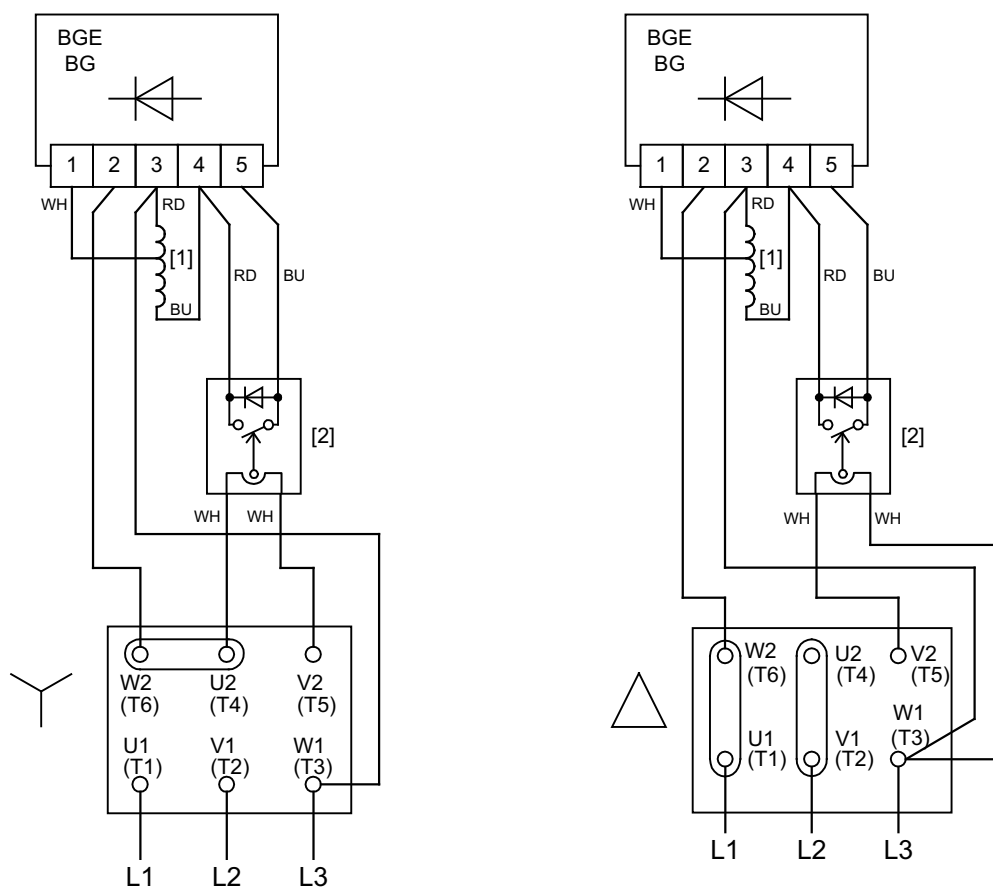 BGE
BG
1 2 3 4 5
WH
RD
[1]
RD
BU
BU
[2]
WH
WH
W2
(T6)
U2
(T4)
V2
(T5)
U1
(T1)
V1
(T2)
W1
(T3)
L1
L2
L3
BGE
BG
1 2 3 4 5
WH
RD
[1]
RD
BU
BU
[2]
WH
WH
W2
(T6)
U2
(T4)
V2
(T5)
U1
(T1)
V1
(T2)
W1
(T3)
L1
L2
L3